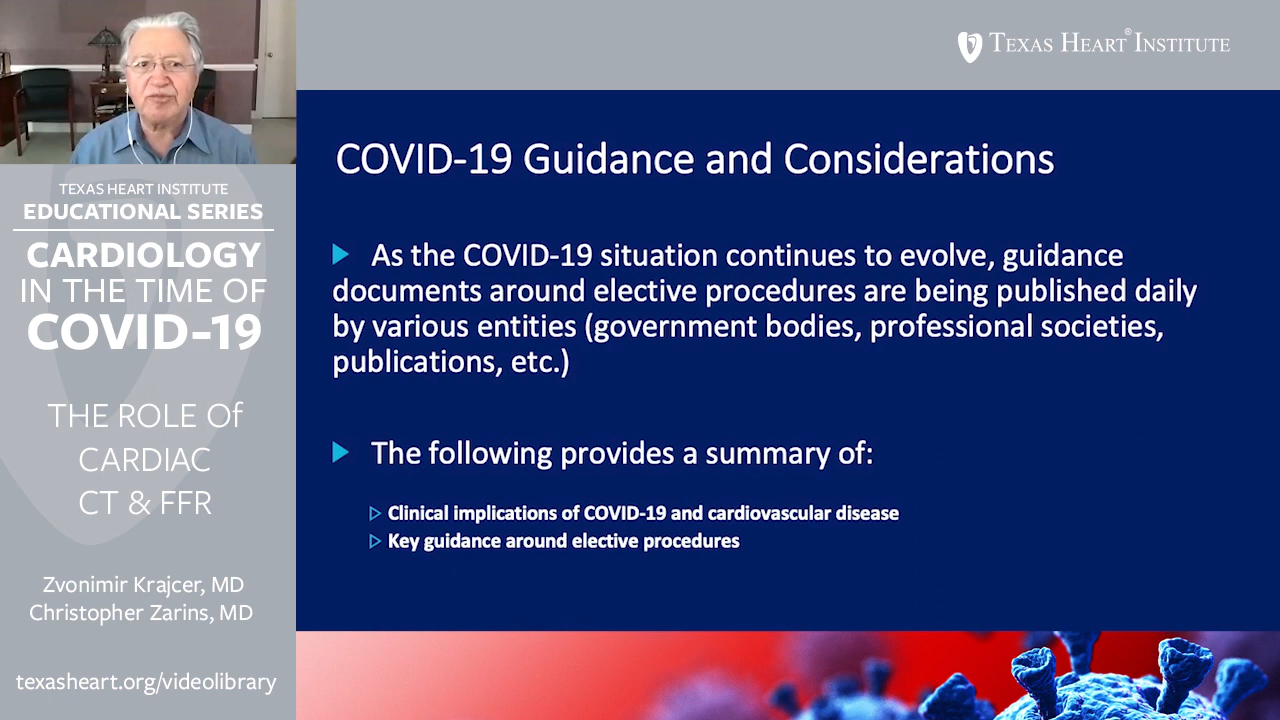 TEXAS HEART® INSTITUTE
TEXAS HEART INSTITUTE
EDUCATIONAL SERIES
CARDIOLOGY
IN THE TIME OF
COVID-19
THE ROLE Of
CARDIAC
CT & FFR
Zvonimir Krajcer, MD
Christopher Zarins, MD
texasheart.org/videolibrary
COVID-19 Guidance and Considerations
As the COVID-19 situation continues to evolve, guidance
documents around elective procedures are being published daily
by various entities (government bodies, professional societies,
publications, etc.)
The following provides a summary of:
Clinical implications of COVID-19 and cardiovascular disease
Key guidance around elective procedures